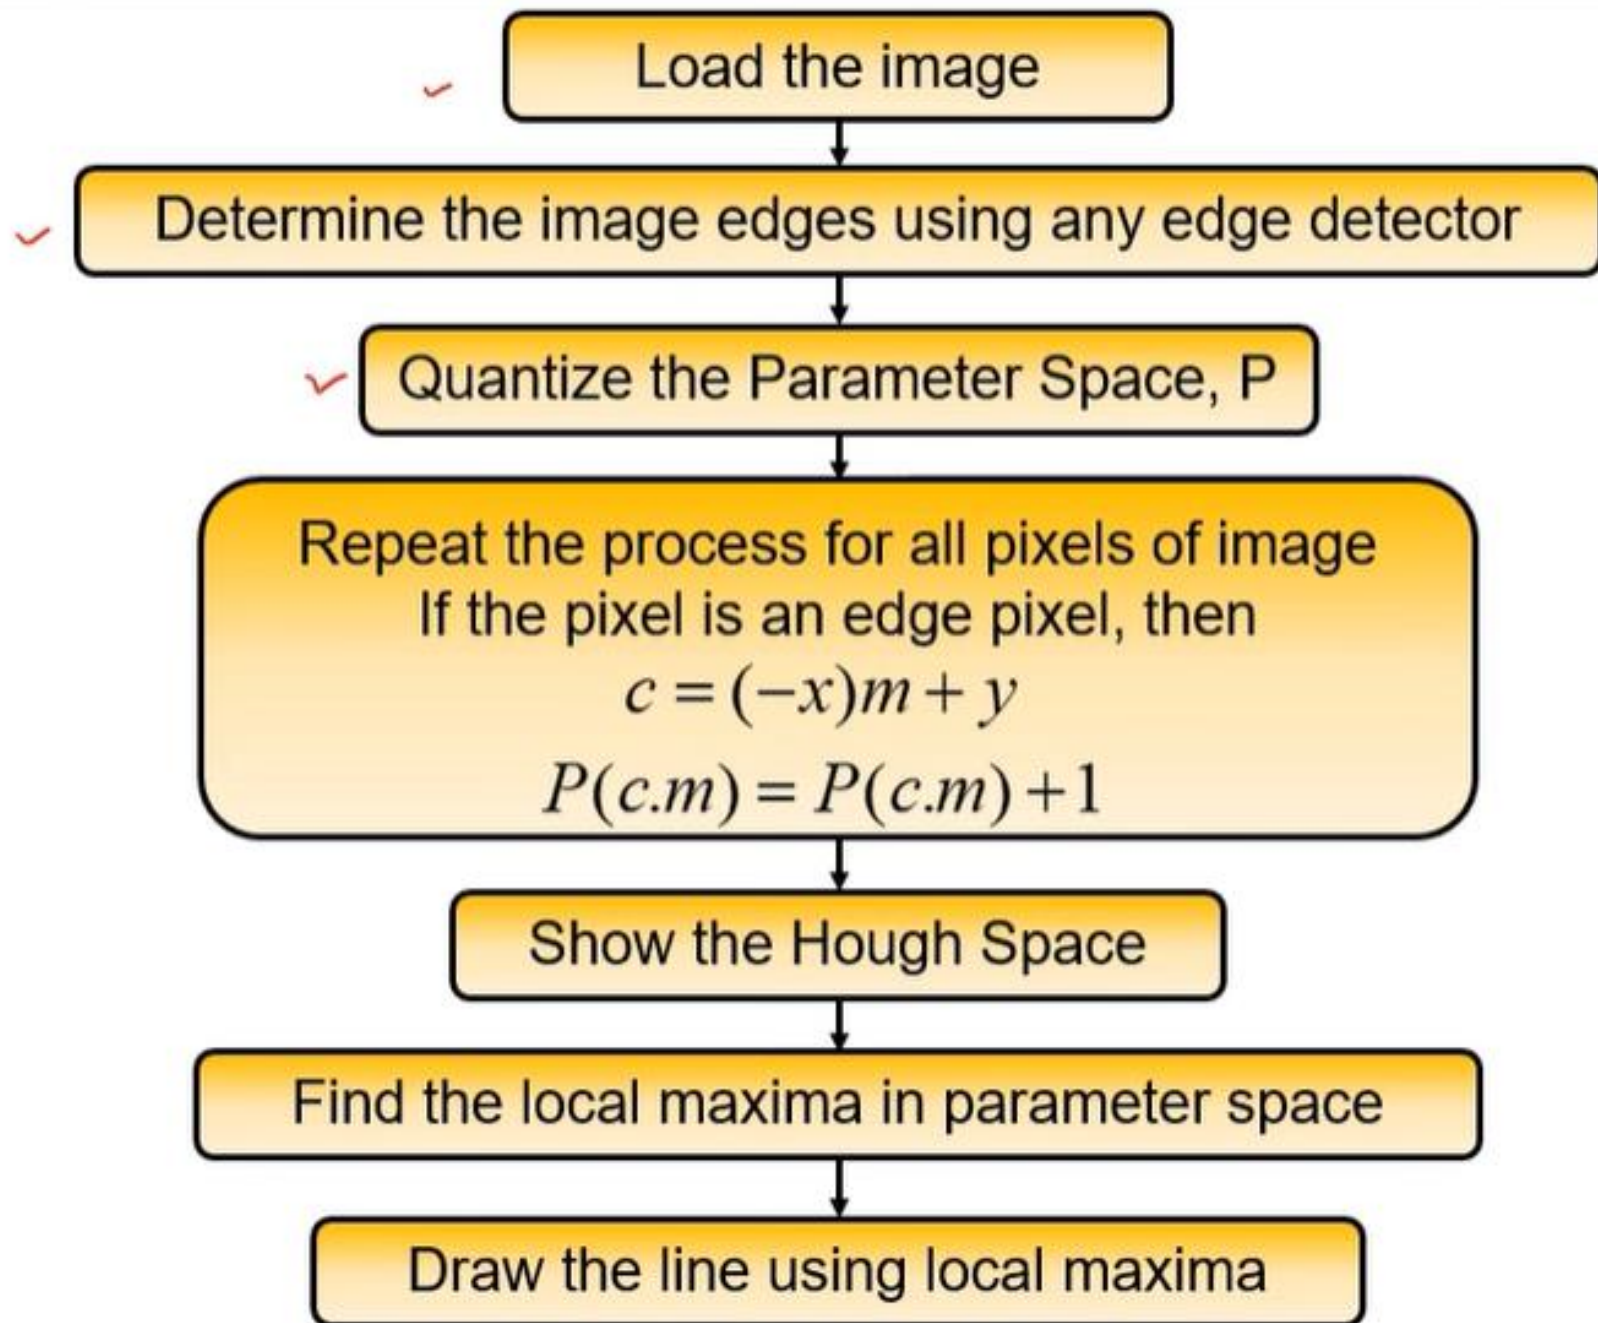 Load the image
Determine the image edges using any edge detector
Quantize the Parameter Space, P
Repeat the process for all pixels of image
If the pixel is an edge pixel, then
c = (−x)m + y
P(c.m) = P(c.m) +1
Show the Hough Space
Find the local maxima in parameter space
Draw the line using local maxima